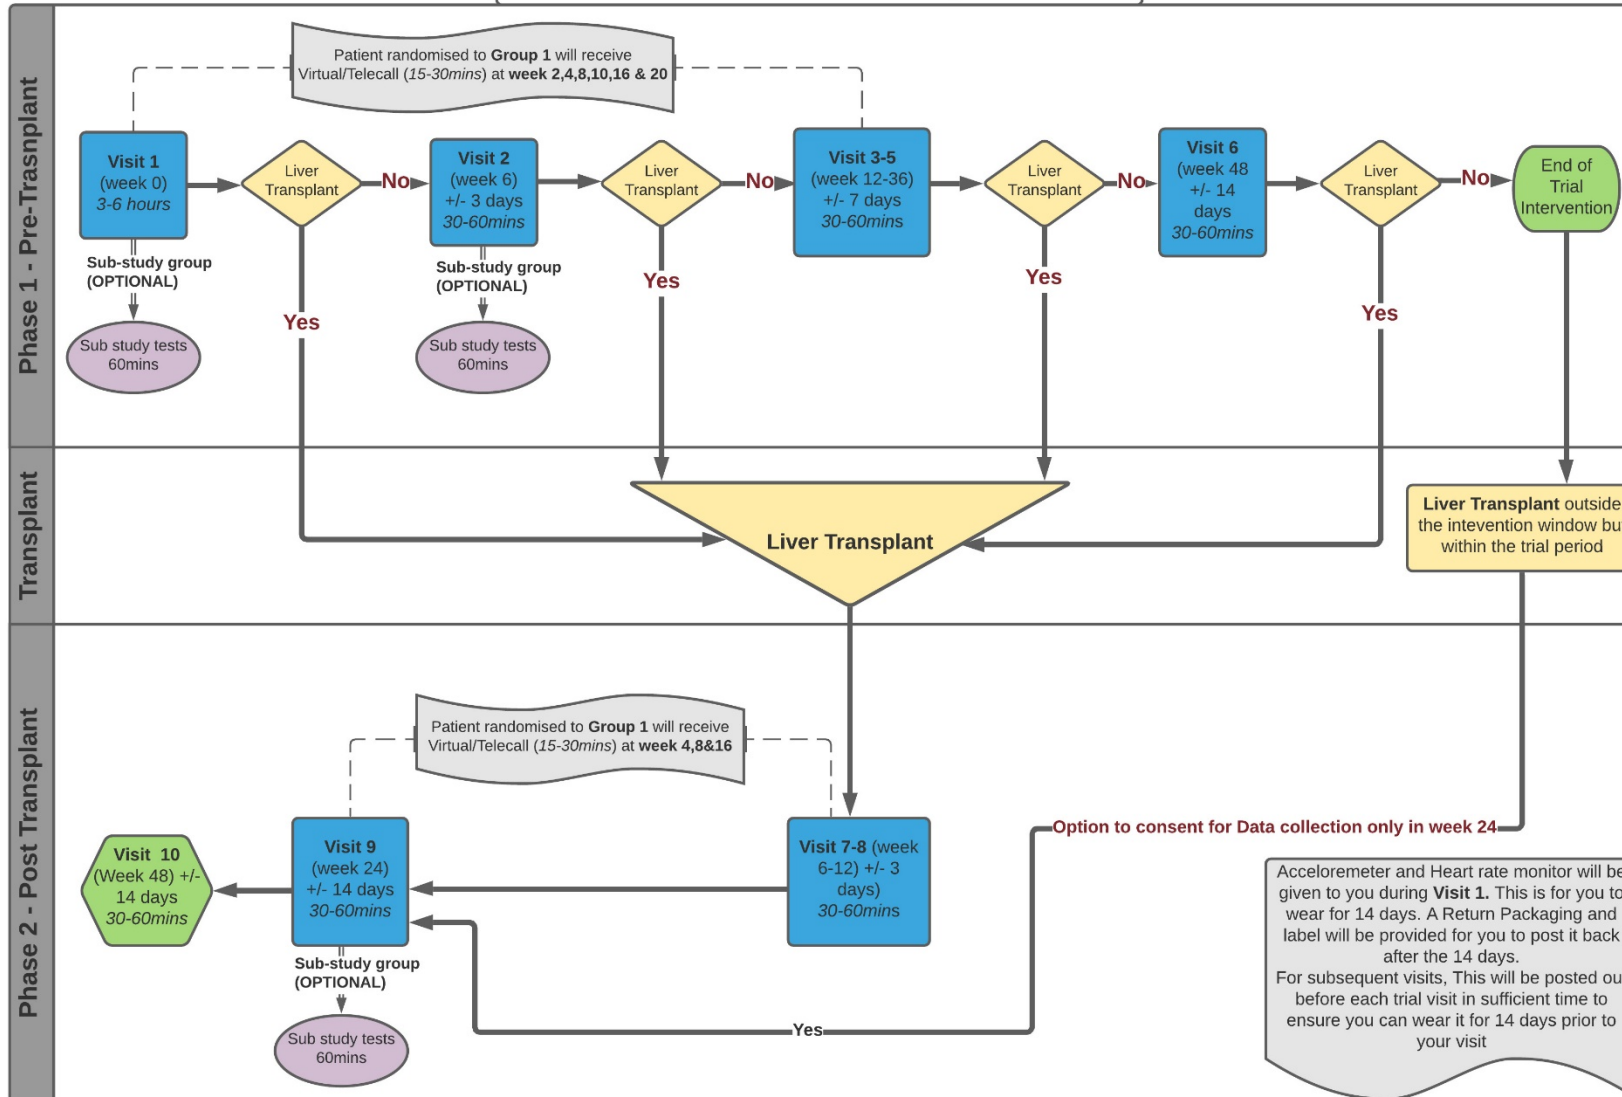 Phase 1 - Pre-Trasnplant
Patient randomised to Group 1 will receive
Virtual/Telecall (15-30mins) at week 2,4,8,10,16 & 20
Visit 1
(week 0)
3-6 hours
Liver
Transplant
No
Visit 2
(week 6)
+/- 3 days
30-60mins
Liver
Transplant
No
Visit 3-5
(week 12-36)
+/- 7 days
30-60mins
Liver
Transplant
No
Visit 6
(week 48
+/- 14
days
30-60mins
Liver
Transplant
No
End of
Trial
Intervention
Sub-study group
(OPTIONAL)
Sub study tests
60mins
Yes
Sub-study group
(OPTIONAL)
Sub study tests
60mins
Yes
Yes
Yes
Transplant
Liver Transplant
Liver Transplant outside
the intevention window but
within the trial period
Phase 2 - Post Transplant
Patient randomised to Group 1 will receive
Virtual/Telecall (15-30mins) at week 4,8&16
Visit 10
(Week 48) +/-
14 days
30-60mins
Visit 9
(week 24)
+/- 14 days
30-60mins
Visit 7-8 (week
6-12) +/- 3
days)
30-60mins
Sub-study group
(OPTIONAL)
Sub study tests
60mins
Option to consent for Data collection only in week 24
Yes
Acceloremeter and Heart rate monitor will be
given to you during Visit 1. This is for you to
wear for 14 days. A Return Packaging and
label will be provided for you to post it back
after the 14 days.
For subsequent visits, This will be posted out
before each trial visit in sufficient time to
ensure you can wear it for 14 days prior to
your visit